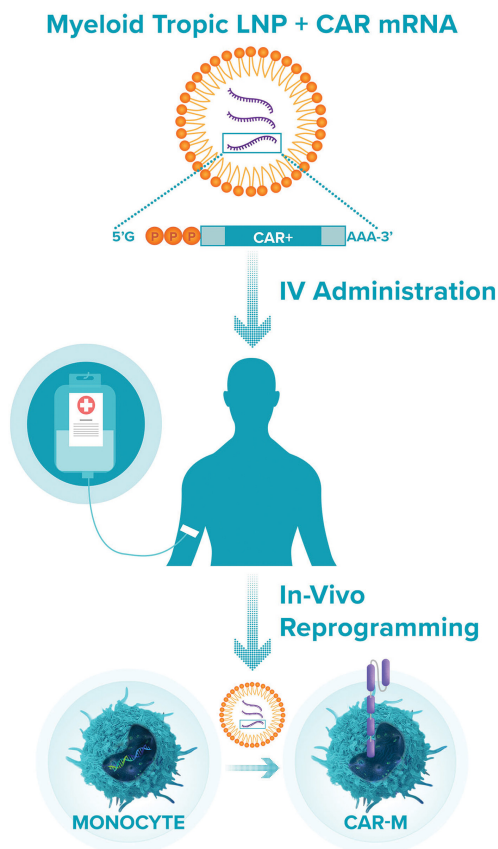 Myeloid Tropic LNP + CAR mRNA
5'G P P P CAR+ AAA-3'
IV Administration
In-Vivo
Reprogramming
MONOCYTE
CAR-M